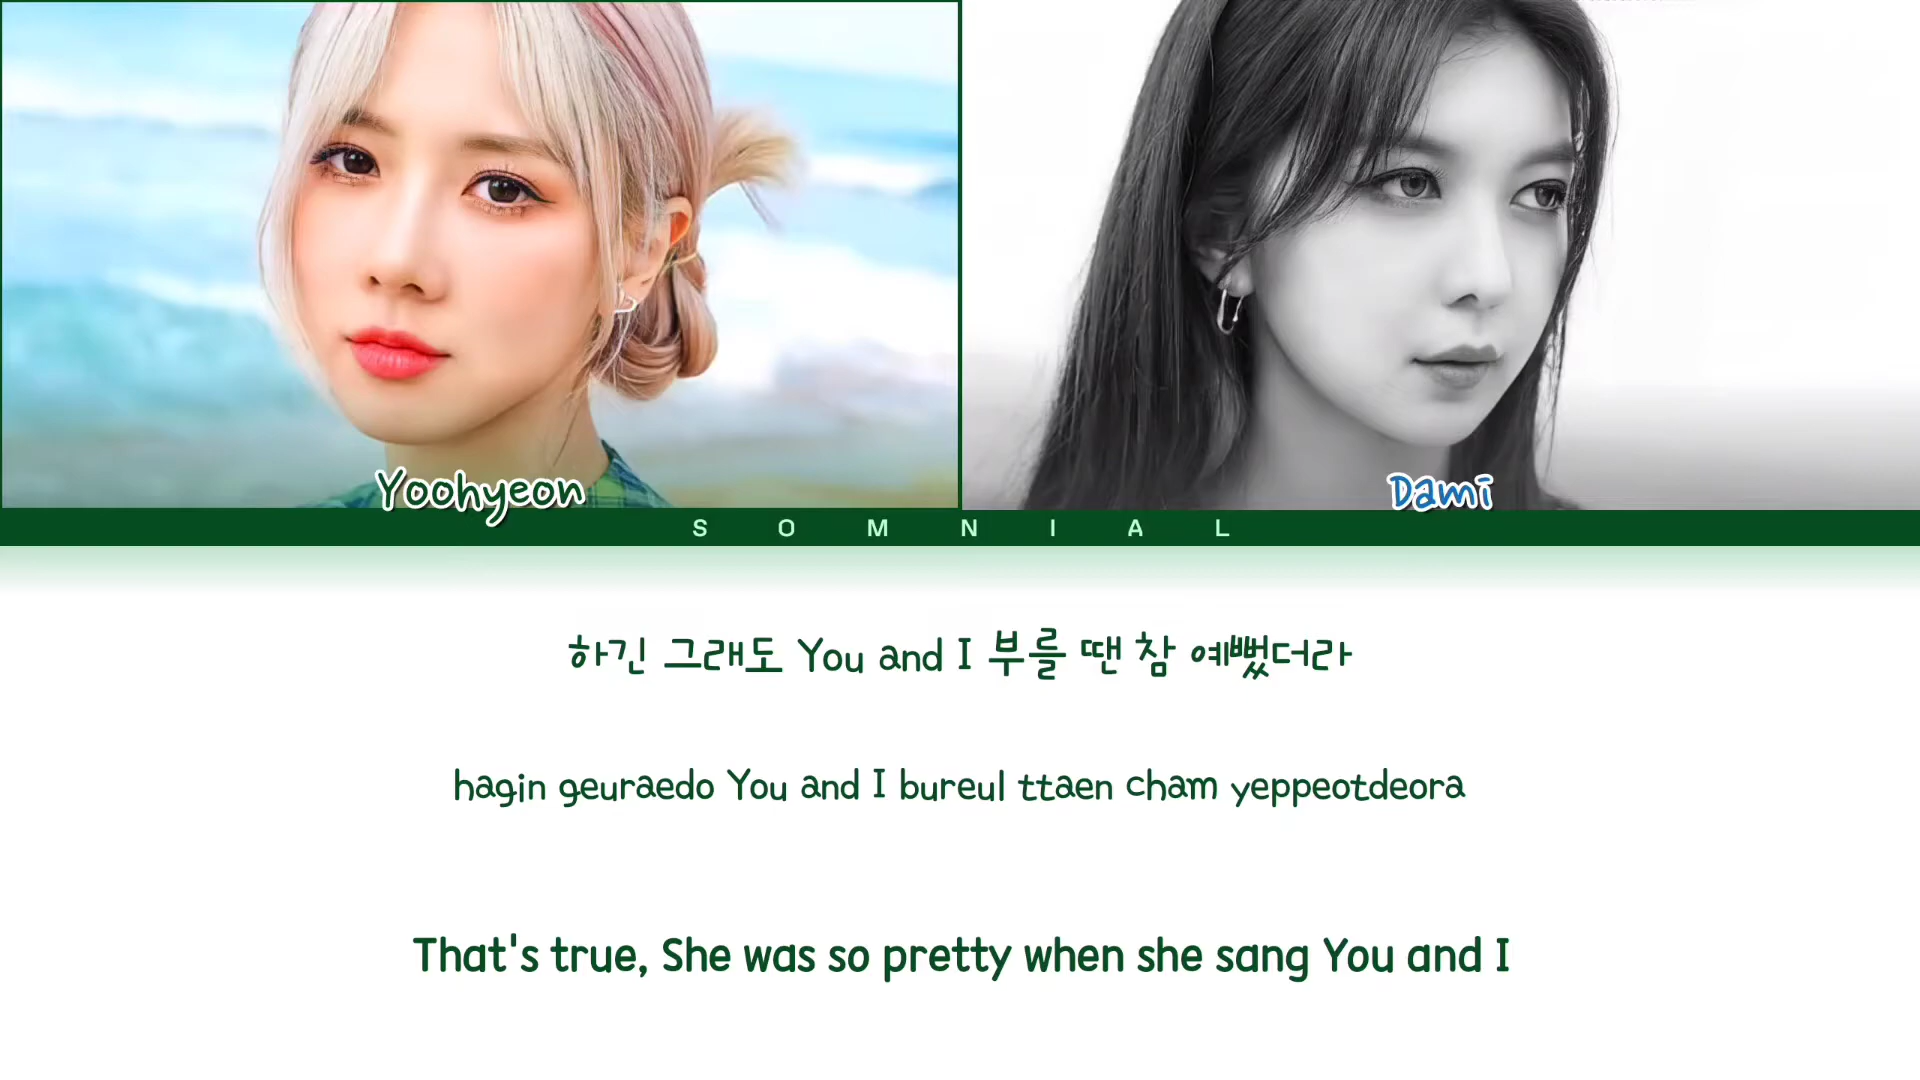 Yoohyeon
Dami
SOMNIAL
하긴 그래도 You and I 부를 땐 참 예뻤더라
hagin geuraedo You and I bureul ttaen cham yeppeotdeora
That's true, She was so pretty when she sang You and I